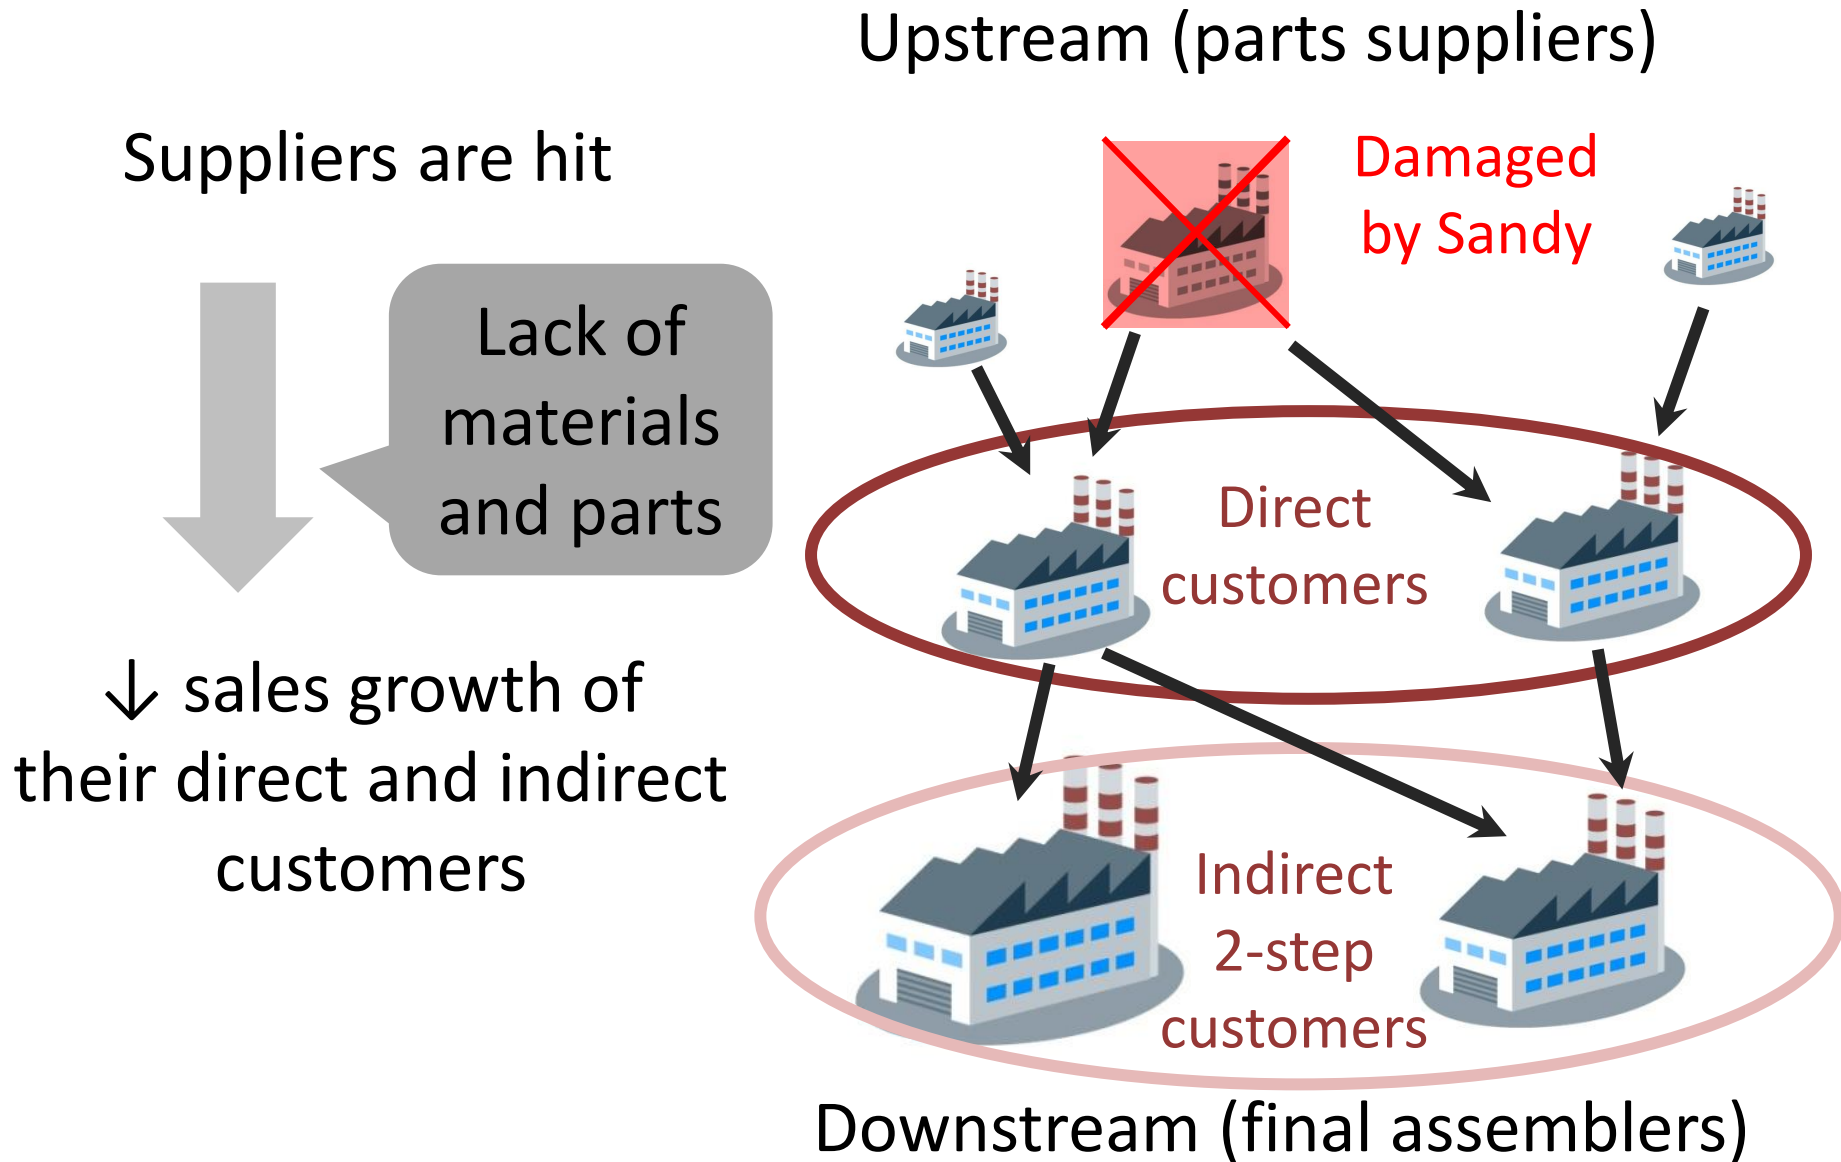 Upstream (parts suppliers)
Suppliers are hit
Damaged
by Sandy
Lack of
materials
and parts
Direct
customers
↓ sales growth of
their direct and indirect
customers
Indirect
2-step
customers
Downstream (final assemblers)